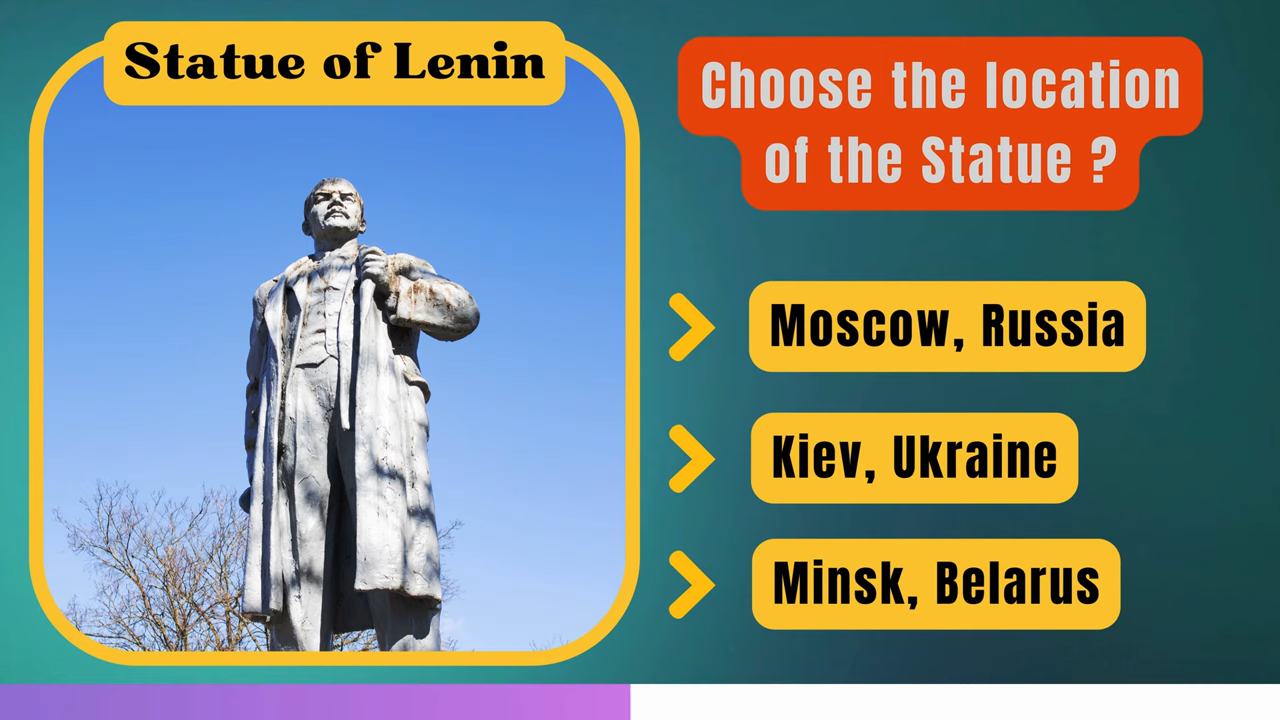 Statue of Lenin
Choose the location
of the Statue ?
Moscow, Russia
Kiev, Ukraine
Minsk, Belarus